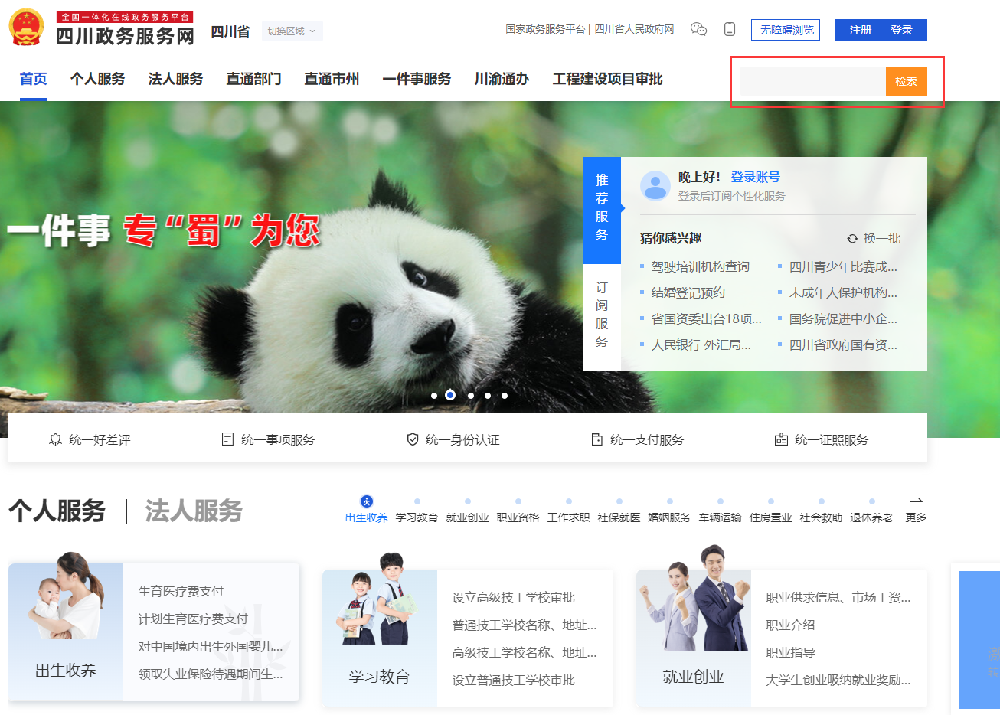 全国一体化在线政务服务平台
四川政务服务网
四川省
切换区域
国家政务服务平台 | 四川省人民政府网
无障碍浏览
注册 | 登录
首页 个人服务 法人服务 直通部门 直通市州 一件事服务 川渝通办 工程建设项目审批
检索
一件事 专“蜀”为您
推荐服务
订阅服务
晚上好! 登录账号
登录后订阅个性化服务
猜你感兴趣 换一批
驾驶培训机构查询 四川青少年比赛成...
结婚登记预约 未成年人保护机构...
省国资委出台18项... 国务院促进中小企...
人民银行 外汇局... 四川省政府国有资...
统一好差评 统一事项服务 统一身份认证 统一支付服务 统一证照服务
个人服务 | 法人服务
出生收养 学习教育 就业创业 职业资格 工作求职 社保就医 婚姻服务 车辆运输 住房置业 社会救助 退休养老 更多
生育医疗费支付
计划生育医疗费支付
对中国境内出生外国婴儿...
领取失业保险待遇期间生...
出生收养
设立高级技工学校审批
普通技工学校名称、地址...
高级技工学校名称、地址...
设立普通技工学校审批
学习教育
职业供求信息、市场工资...
职业介绍
职业指导
大学生创业吸纳就业奖励...
就业创业